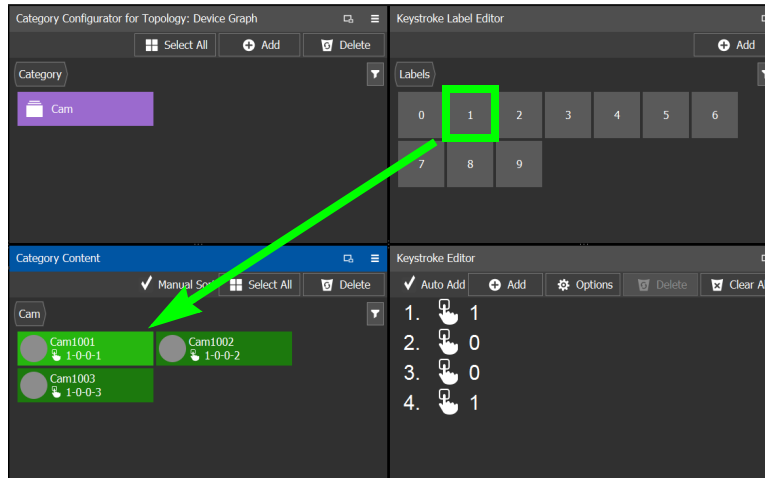 Category Configurator for Topology: Device Graph
Select All Add Delete
Category
Cam
Keystroke Label Editor
Add
Labels
0 1 2 3 4 5 6
7 8 9
Category Content
Manual Sort Select All Delete
Cam
Cam1001
1-0-0-1
Cam1002
1-0-0-2
Cam1003
1-0-0-3
Keystroke Editor
Auto Add Add Options Delete Clear Al
1. 1
2. 0
3. 0
4. 1